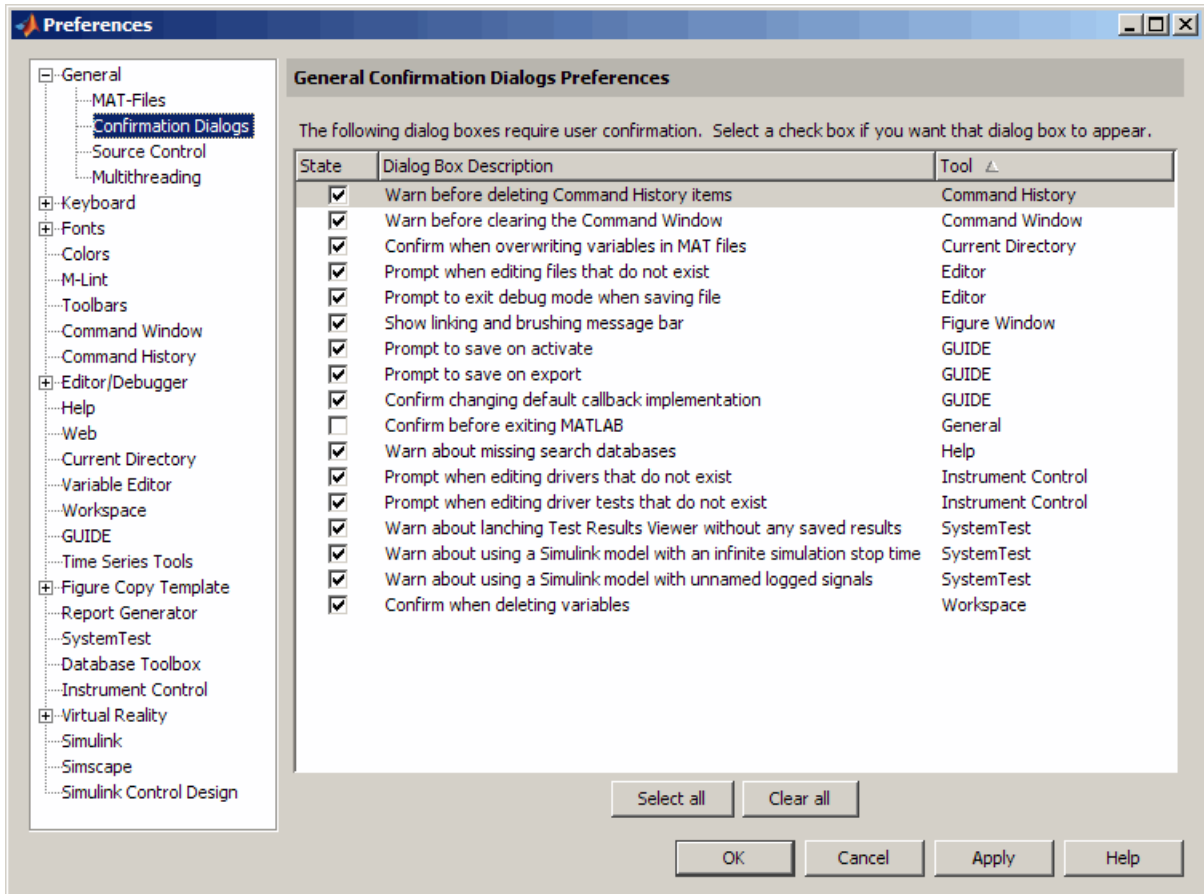 Preferences
General
MAT-Files
Confirmation Dialogs
Source Control
Multithreading
Keyboard
Fonts
Colors
M-Lint
Toolbars
Command Window
Command History
Editor/Debugger
Help
Web
Current Directory
Variable Editor
Workspace
GUIDE
Time Series Tools
Figure Copy Template
Report Generator
SystemTest
Database Toolbox
Instrument Control
Virtual Reality
Simulink
Simscape
Simulink Control Design
General Confirmation Dialogs Preferences
The following dialog boxes require user confirmation. Select a check box if you want that dialog box to appear.
State Dialog Box Description Tool
Warn before deleting Command History items Command History
Warn before clearing the Command Window Command Window
Confirm when overwriting variables in MAT files Current Directory
Prompt when editing files that do not exist Editor
Prompt to exit debug mode when saving file Editor
Show linking and brushing message bar Figure Window
Prompt to save on activate GUIDE
Prompt to save on export GUIDE
Confirm changing default callback implementation GUIDE
Confirm before exiting MATLAB General
Warn about missing search databases Help
Prompt when editing drivers that do not exist Instrument Control
Prompt when editing driver tests that do not exist Instrument Control
Warn about lanching Test Results Viewer without any saved results SystemTest
Warn about using a Simulink model with an infinite simulation stop time SystemTest
Warn about using a Simulink model with unnamed logged signals SystemTest
Confirm when deleting variables Workspace
Select all Clear all
OK Cancel Apply Help